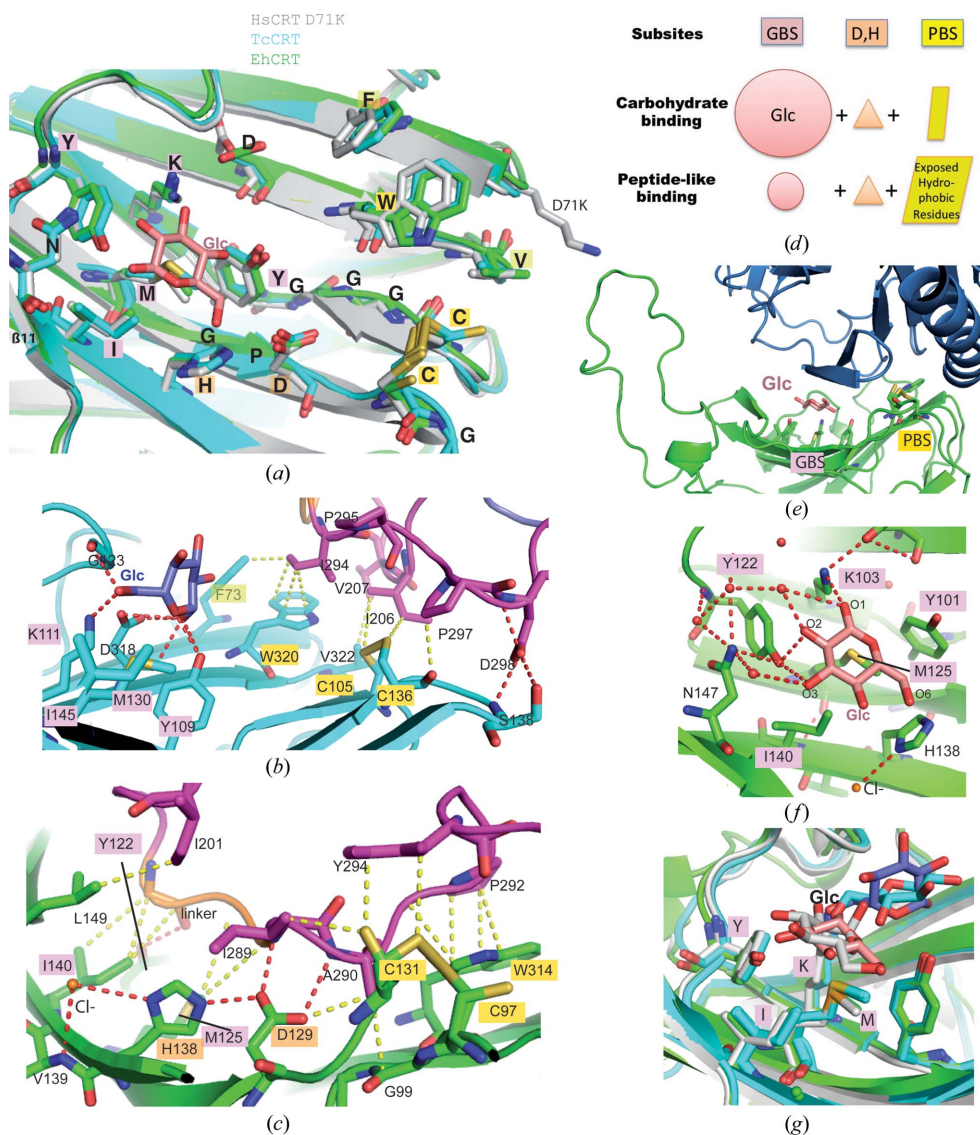 HsCRT D71K
TcCRT
EhCRT
F
Y
D
K
W
D71K
N
Glc
V
M
Y
G
G
G
C
ß11
I
G
P
H
D
C
G
(a)
Subsites
GBS
D,H
PBS
Carbohydrate
binding
Glc
+
+
Peptide-like
binding
+
+
Exposed
Hydro-
phobic
Residues
(d)
Glc
GBS
PBS
(e)
P295
G123
Glc
I294
F73
V207
K111
I206
D318
P297
W320
V322
D298
M130
C105
C136
I145
S138
Y109
(b)
Y122
K103
O1
Y101
O2
M125
O3
O6
N147
Glc
I140
H138
Cl-
(f)
Y122
I201
Y294
P292
L149
linker
I289
I140
A290
C131
W314
Cl-
M125
D129
C97
H138
V139
G99
(c)
Glc
Y
K
I
M
(g)